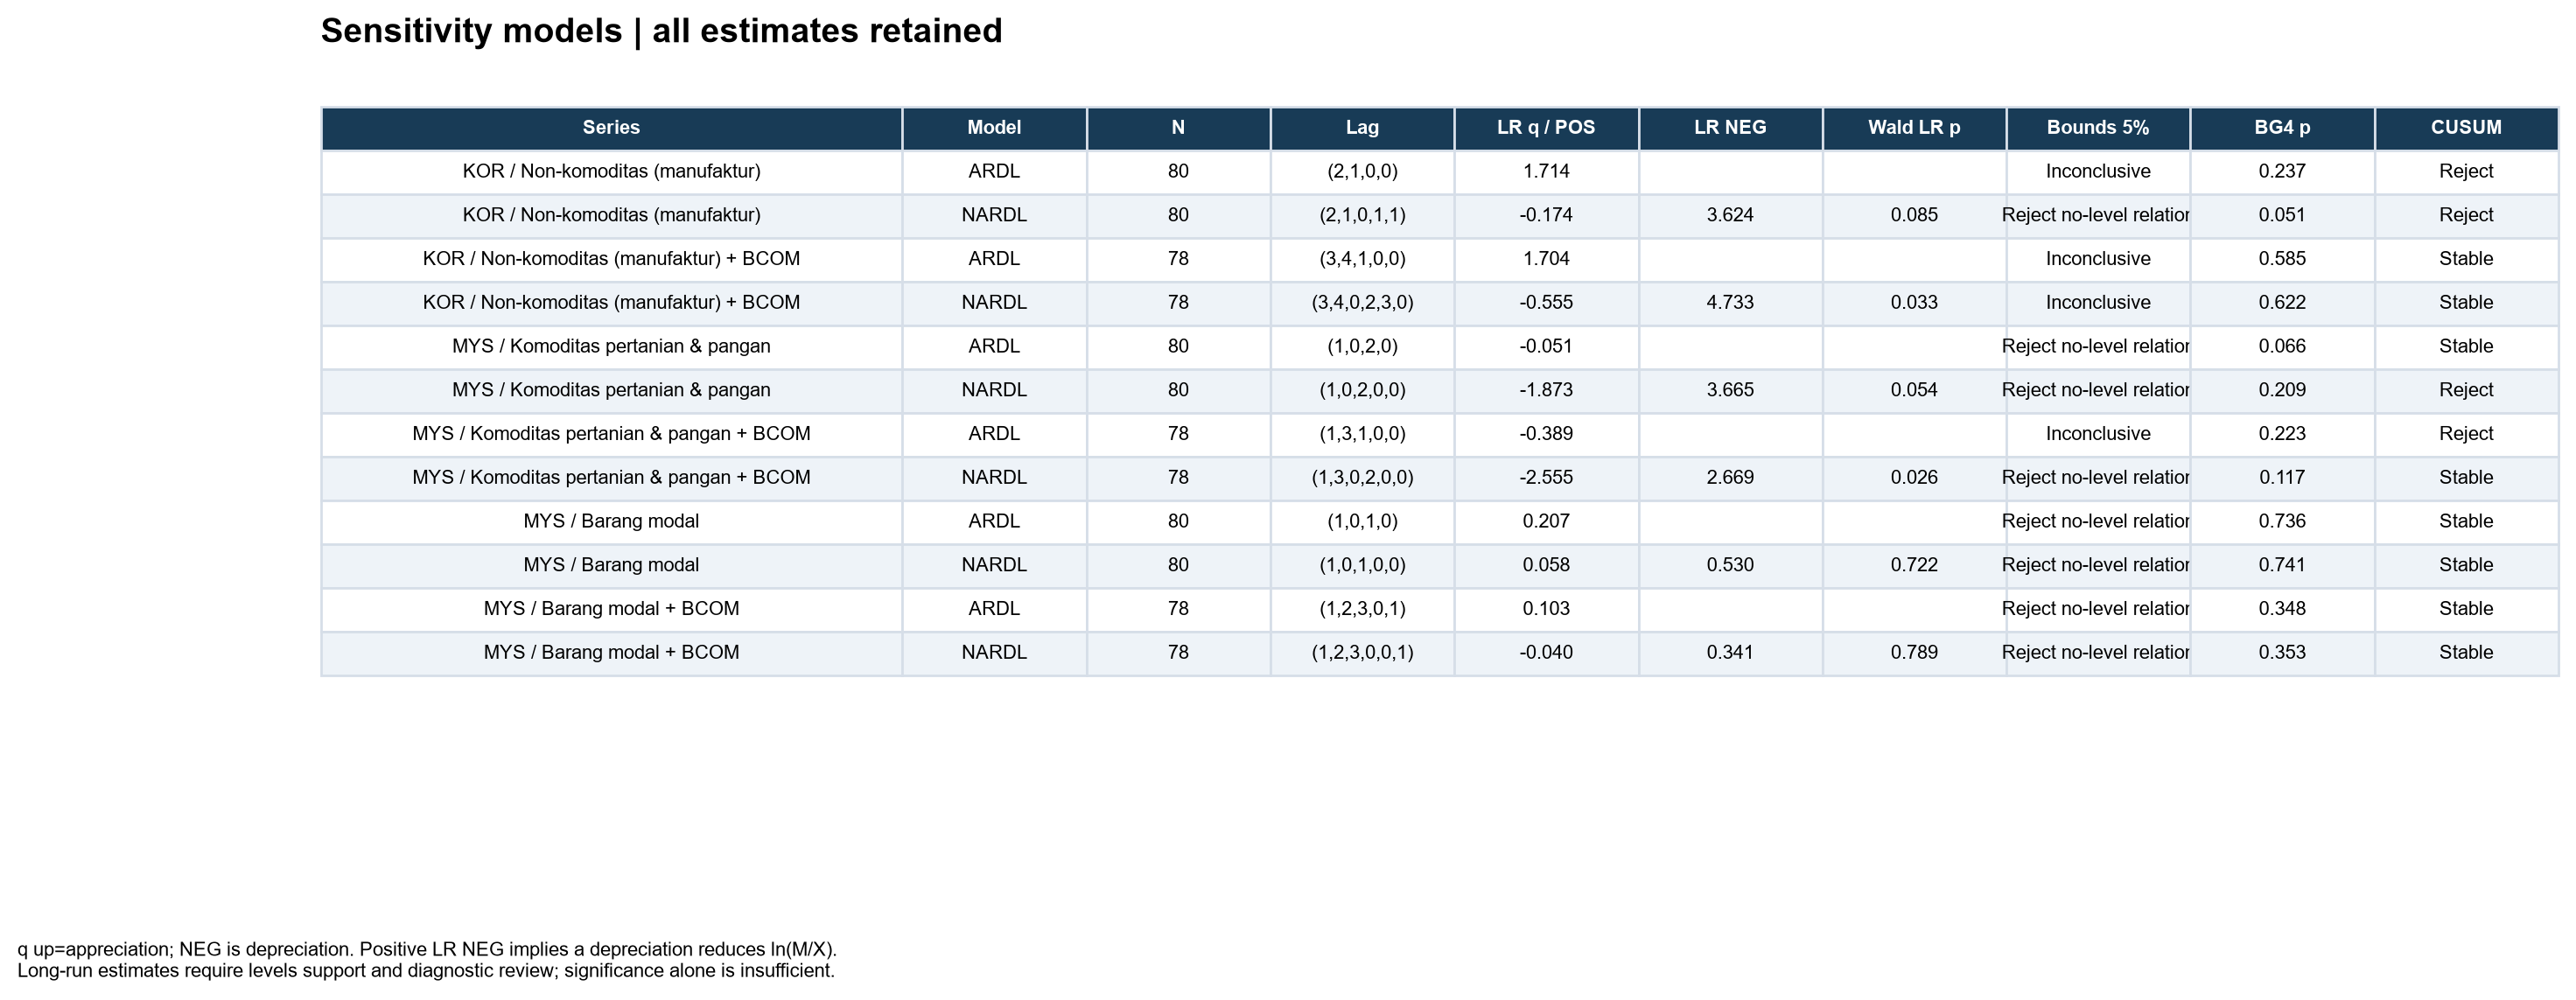 Sensitivity models | all estimates retained
Series Model N Lag LR q / POS LR NEG Wald LR p Bounds 5% BG4 p CUSUM
KOR / Non-komoditas (manufaktur) ARDL 80 (2,1,0,0) 1.714 Inconclusive 0.237 Reject
KOR / Non-komoditas (manufaktur) NARDL 80 (2,1,0,1,1) -0.174 3.624 0.085 Reject no-level relation 0.051 Reject
KOR / Non-komoditas (manufaktur) + BCOM ARDL 78 (3,4,1,0,0) 1.704 Inconclusive 0.585 Stable
KOR / Non-komoditas (manufaktur) + BCOM NARDL 78 (3,4,0,2,3,0) -0.555 4.733 0.033 Inconclusive 0.622 Stable
MYS / Komoditas pertanian & pangan ARDL 80 (1,0,2,0) -0.051 Reject no-level relation 0.066 Stable
MYS / Komoditas pertanian & pangan NARDL 80 (1,0,2,0,0) -1.873 3.665 0.054 Reject no-level relation 0.209 Reject
MYS / Komoditas pertanian & pangan + BCOM ARDL 78 (1,3,1,0,0) -0.389 Inconclusive 0.223 Reject
MYS / Komoditas pertanian & pangan + BCOM NARDL 78 (1,3,0,2,0,0) -2.555 2.669 0.026 Reject no-level relation 0.117 Stable
MYS / Barang modal ARDL 80 (1,0,1,0) 0.207 Reject no-level relation 0.736 Stable
MYS / Barang modal NARDL 80 (1,0,1,0,0) 0.058 0.530 0.722 Reject no-level relation 0.741 Stable
MYS / Barang modal + BCOM ARDL 78 (1,2,3,0,1) 0.103 Reject no-level relation 0.348 Stable
MYS / Barang modal + BCOM NARDL 78 (1,2,3,0,0,1) -0.040 0.341 0.789 Reject no-level relation 0.353 Stable
q up=appreciation; NEG is depreciation. Positive LR NEG implies a depreciation reduces ln(M/X).
Long-run estimates require levels support and diagnostic review; significance alone is insufficient.